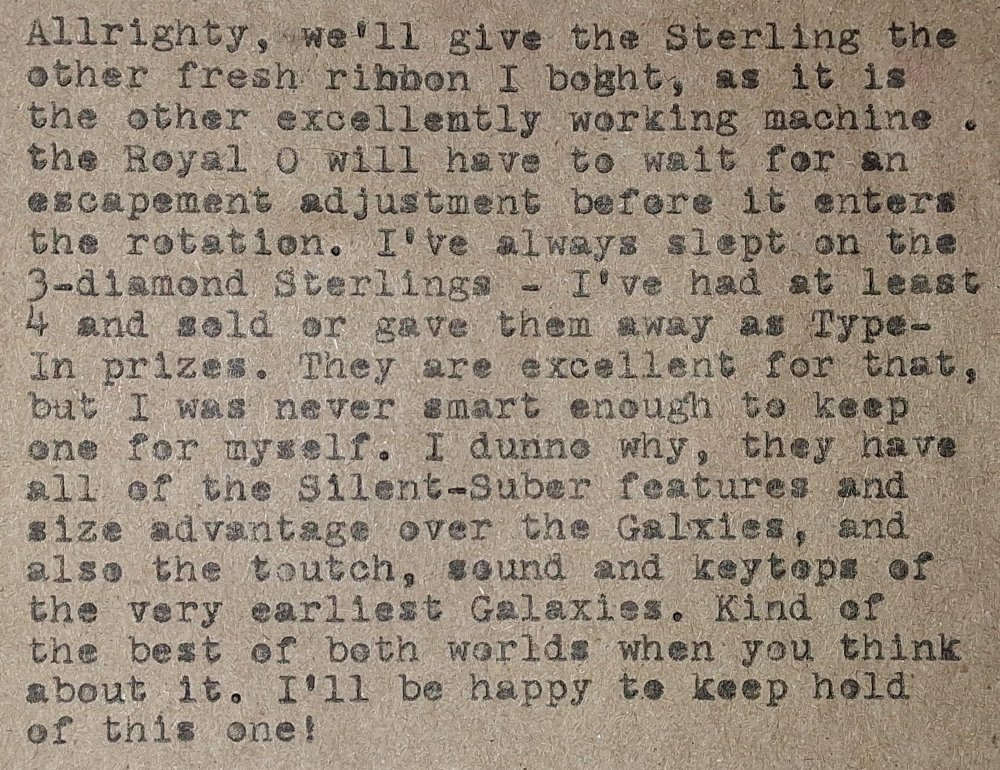 Allrighty, we'll give the Sterling the
other fresh ribbon I boght, as it is
the other excellently working machine .
the Royal O will have to wait for an
escapement adjustment before it enters
the rotation. I've always slept on the
3-diamond Sterlings - I've had at least
4 and sold or gave them away as Type-
In prizes. They are excellent for that,
but I was never smart enough to keep
one for myself. I dunno why, they have
all of the Silent-Suber features and
size advantage over the Galxies, and
also the toutch, sound and keytops of
the very earliest Galaxies. Kind of
the best of both worlds when you think
about it. I'll be happy to keep hold
of this one!